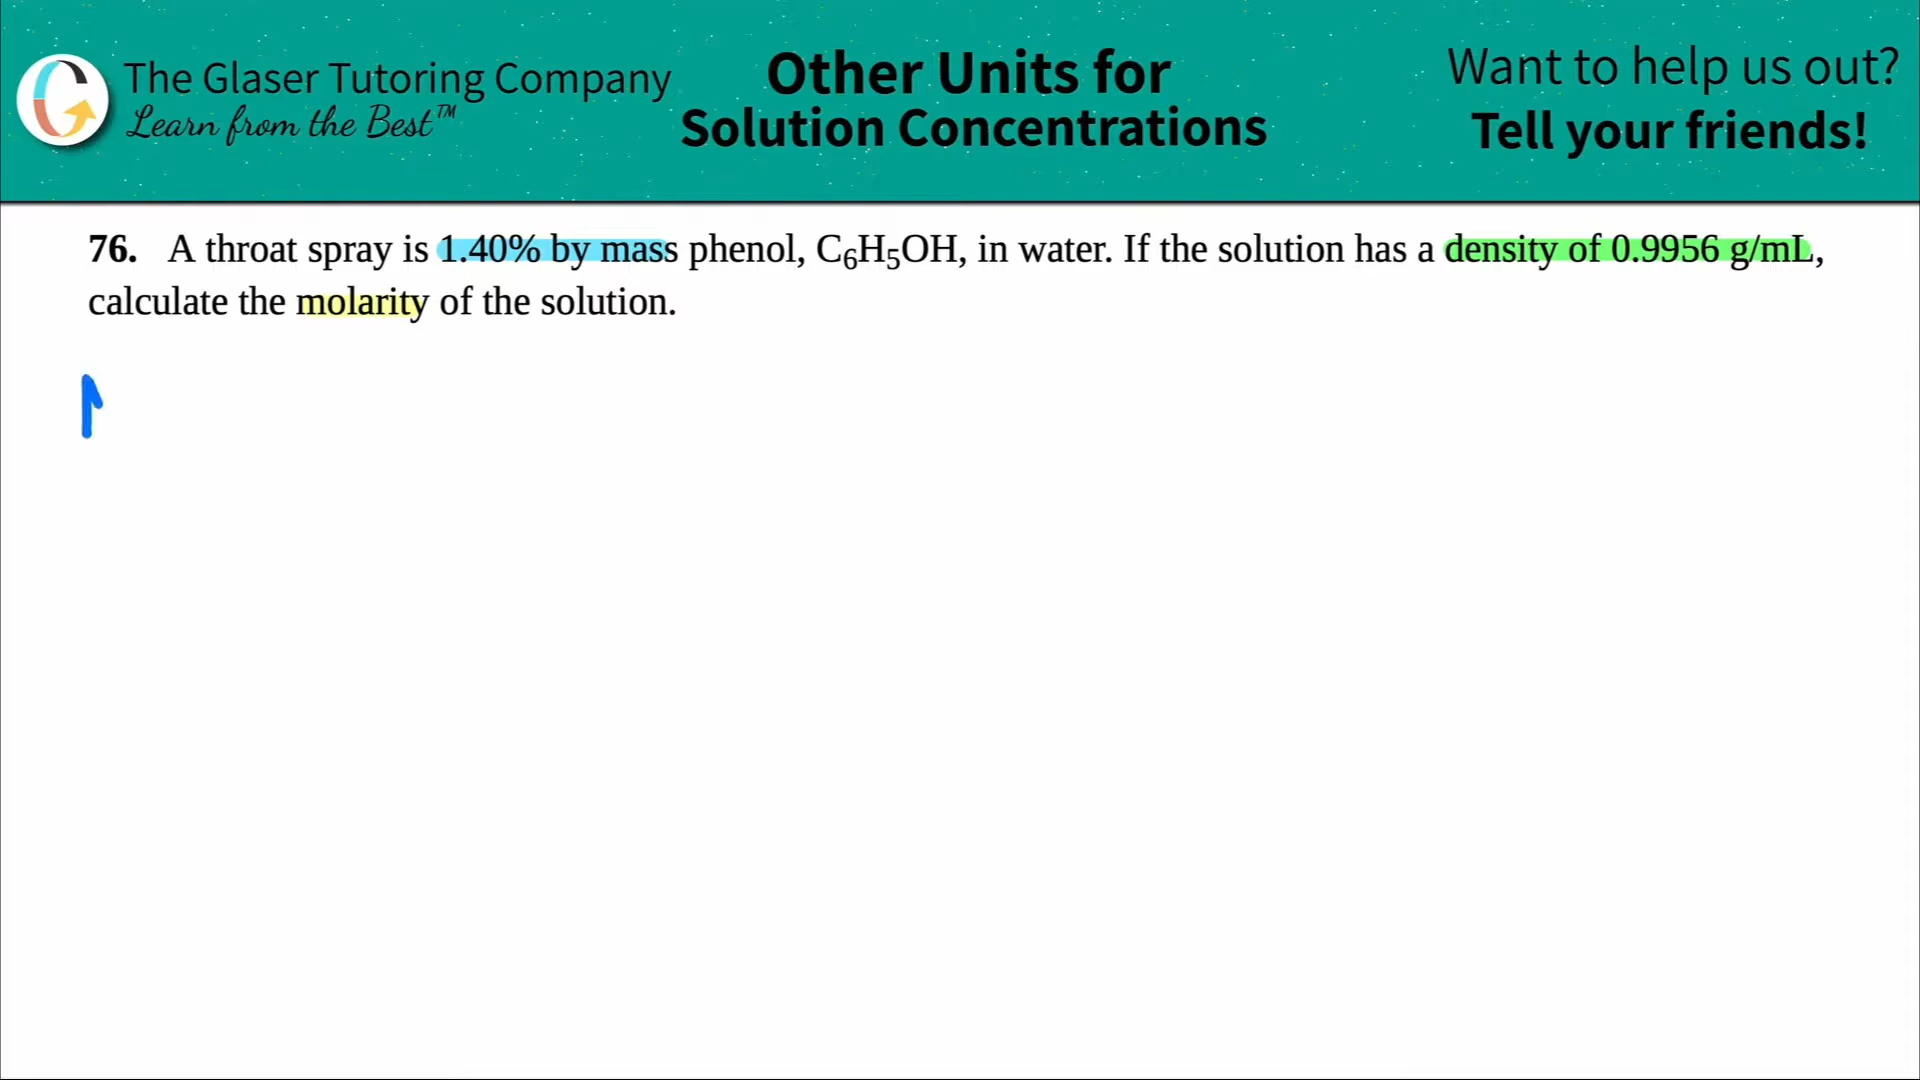 The Glaser Tutoring Company
Learn from the Best™
Other Units for
Solution Concentrations
Want to help us out?
Tell your friends!
76. A throat spray is 1.40% by mass phenol, C₆H₅OH, in water. If the solution has a density of 0.9956 g/mL,
calculate the molarity of the solution.